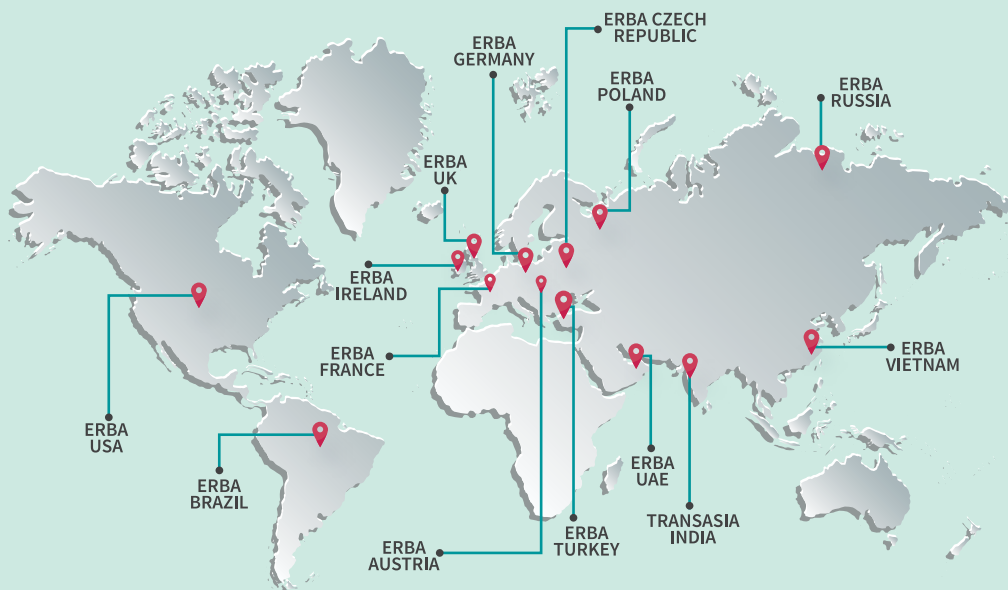 ERBA CZECH
REPUBLIC
ERBA
GERMANY
ERBA
POLAND
ERBA
RUSSIA
ERBA
UK
ERBA
IRELAND
ERBA
FRANCE
ERBA
VIETNAM
ERBA
USA
ERBA
BRAZIL
ERBA
UAE
TRANSASIA
INDIA
ERBA
TURKEY
ERBA
AUSTRIA